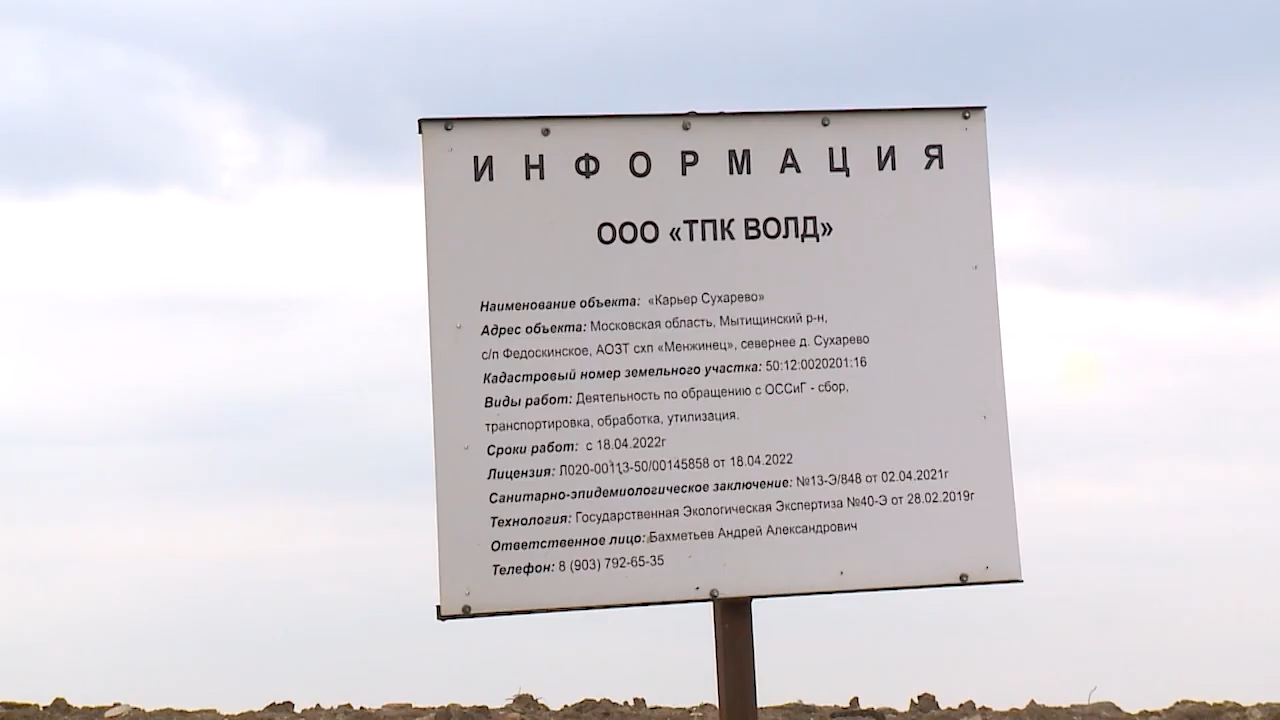 ИНФОРМАЦИЯ
ООО «ТПК ВОЛД»
Наименование объекта: «Карьер Сухарево»
Адрес объекта: Московская область, Мытищинский р-н,
с/п Федоскинское, АОЗТ схп «Менжинец», севернее д. Сухарево
Кадастровый номер земельного участка: 50:12:0020201:16
Виды работ: Деятельность по обращению с ОССиГ - сбор,
транспортировка, обработка, утилизация.
Сроки работ: с 18.04.2022г
Лицензия: Л020-00113-50/00145858 от 18.04.2022
Санитарно-эпидемиологическое заключение: №13-Э/848 от 02.04.2021г
Технология: Государственная Экологическая Экспертиза №40-Э от 28.02.2019г
Ответственное лицо: Бахметьев Андрей Александрович
Телефон: 8 (903) 792-65-35